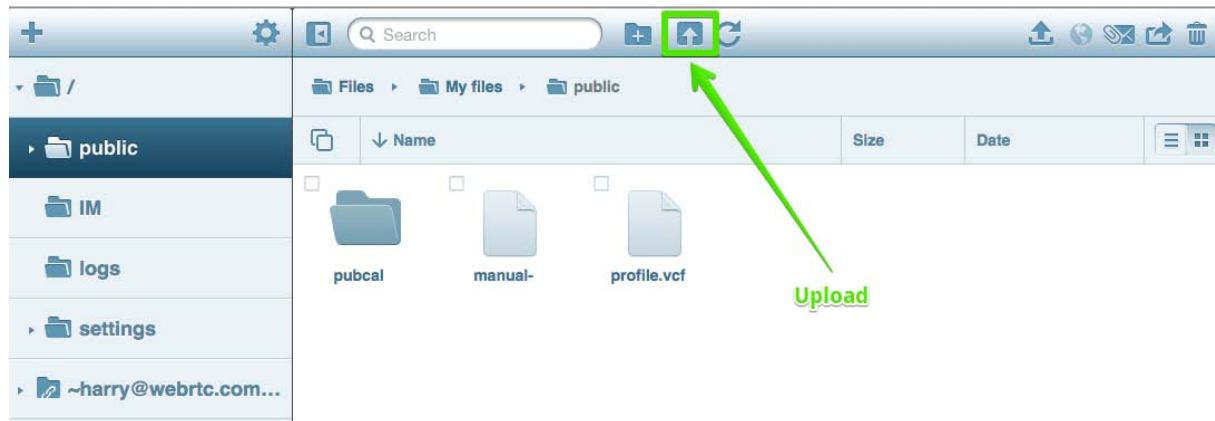 Search
/
Files My files public
public
Name Size Date
IM
logs
pubcal manual- profile.vcf
Upload
settings
~harry@webrtc.com...